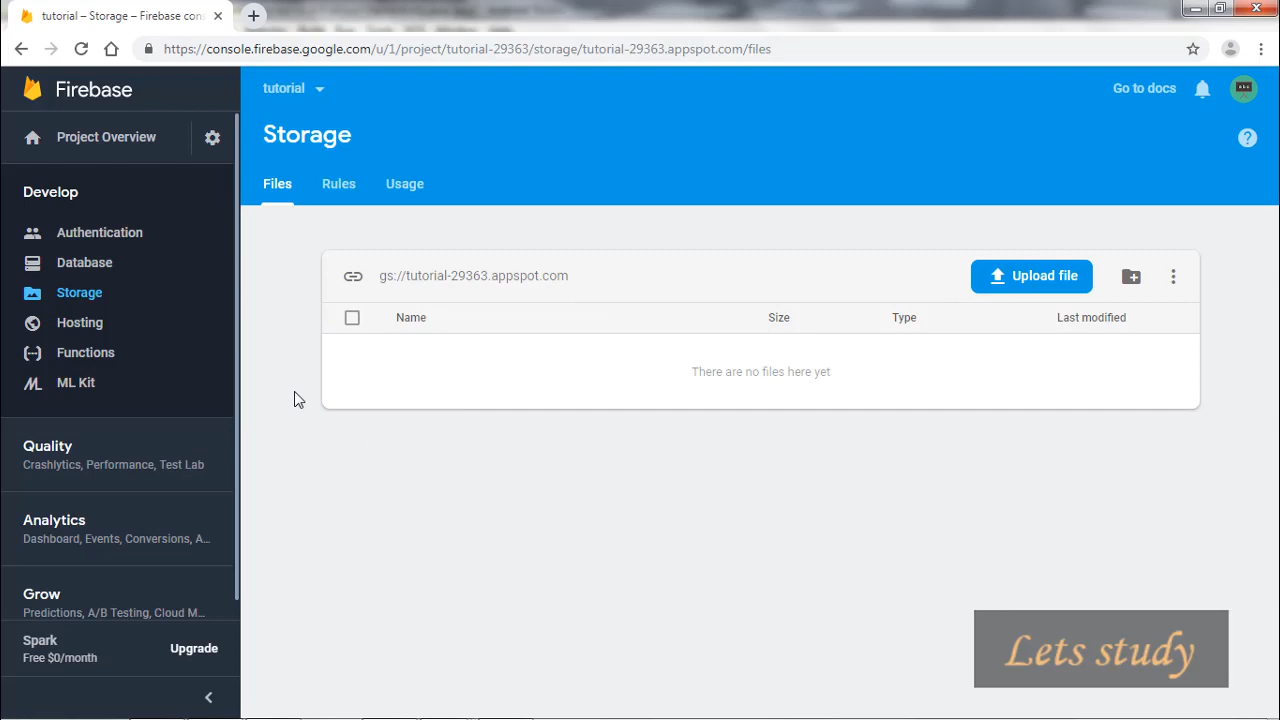 tutorial – Storage – Firebase con
https://console.firebase.google.com/u/1/project/tutorial-29363/storage/tutorial-29363.appspot.com/files
Firebase
tutorial
Go to docs
Project Overview
Storage
Files Rules Usage
Develop
Authentication
Database
Storage
Hosting
Functions
ML Kit
gs://tutorial-29363.appspot.com
Upload file
Name Size Type Last modified
There are no files here yet
Quality
Crashlytics, Performance, Test Lab
Analytics
Dashboard, Events, Conversions, A...
Grow
Predictions, A/B Testing, Cloud M...
Spark
Free $0/month
Upgrade
Lets study